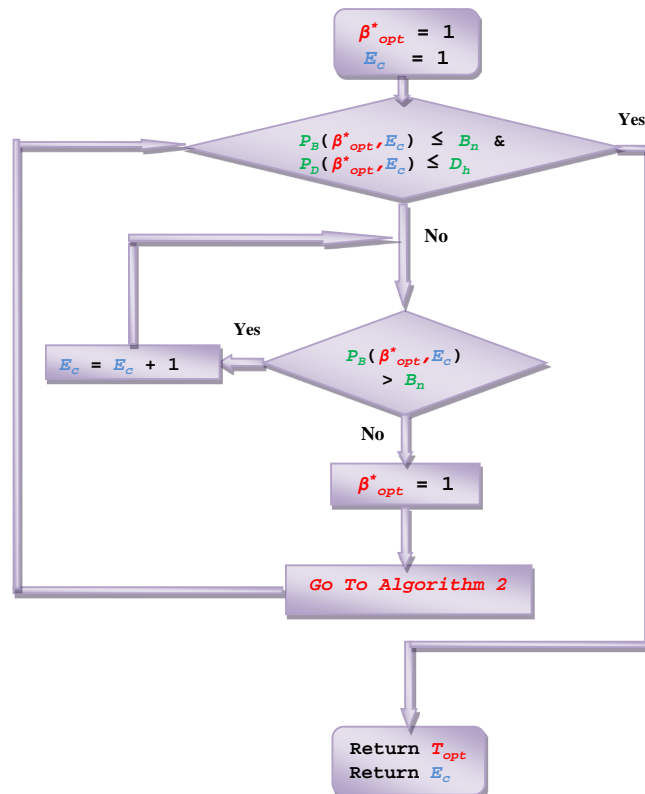 β*opt = 1
Ec = 1
Yes
PB(β*opt,Ec) ≤ Bn &
PD(β*opt,Ec) ≤ Dh
No
Yes
Ec = Ec + 1
PB(β*opt,Ec)
> Bn
No
β*opt = 1
Go To Algorithm 2
Return Topt
Return Ec